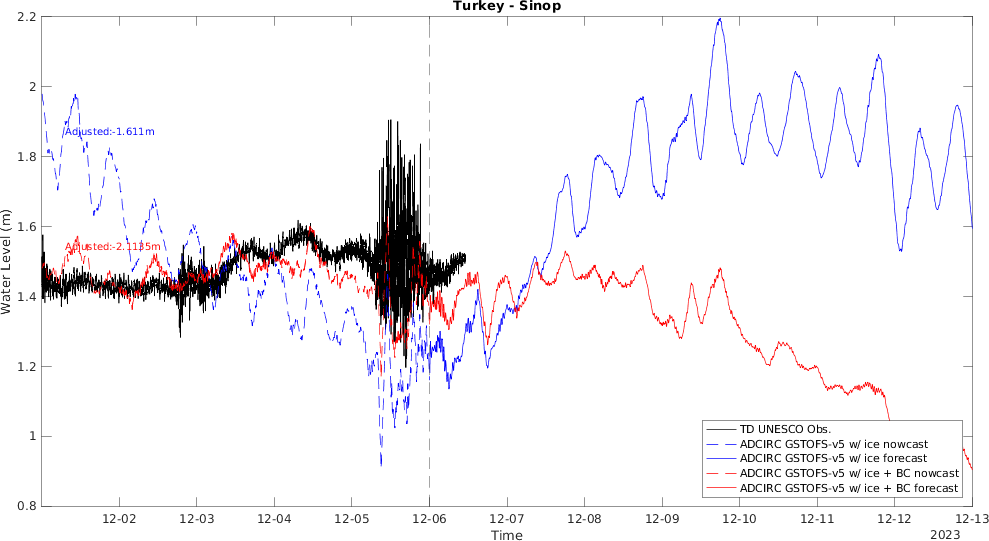 Turkey - Sinop
2.2
2
1.8
1.6
1.4
1.2
1
0.8
Water Level (m)
Adjusted:-1.611m
Adjusted:-2.1135m
TD UNESCO Obs.
ADCIRC GSTOFS-v5 w/ ice nowcast
ADCIRC GSTOFS-v5 w/ ice forecast
ADCIRC GSTOFS-v5 w/ ice + BC nowcast
ADCIRC GSTOFS-v5 w/ ice + BC forecast
12-02 12-03 12-04 12-05 12-06 12-07 12-08 12-09 12-10 12-11 12-12 12-13
Time
2023